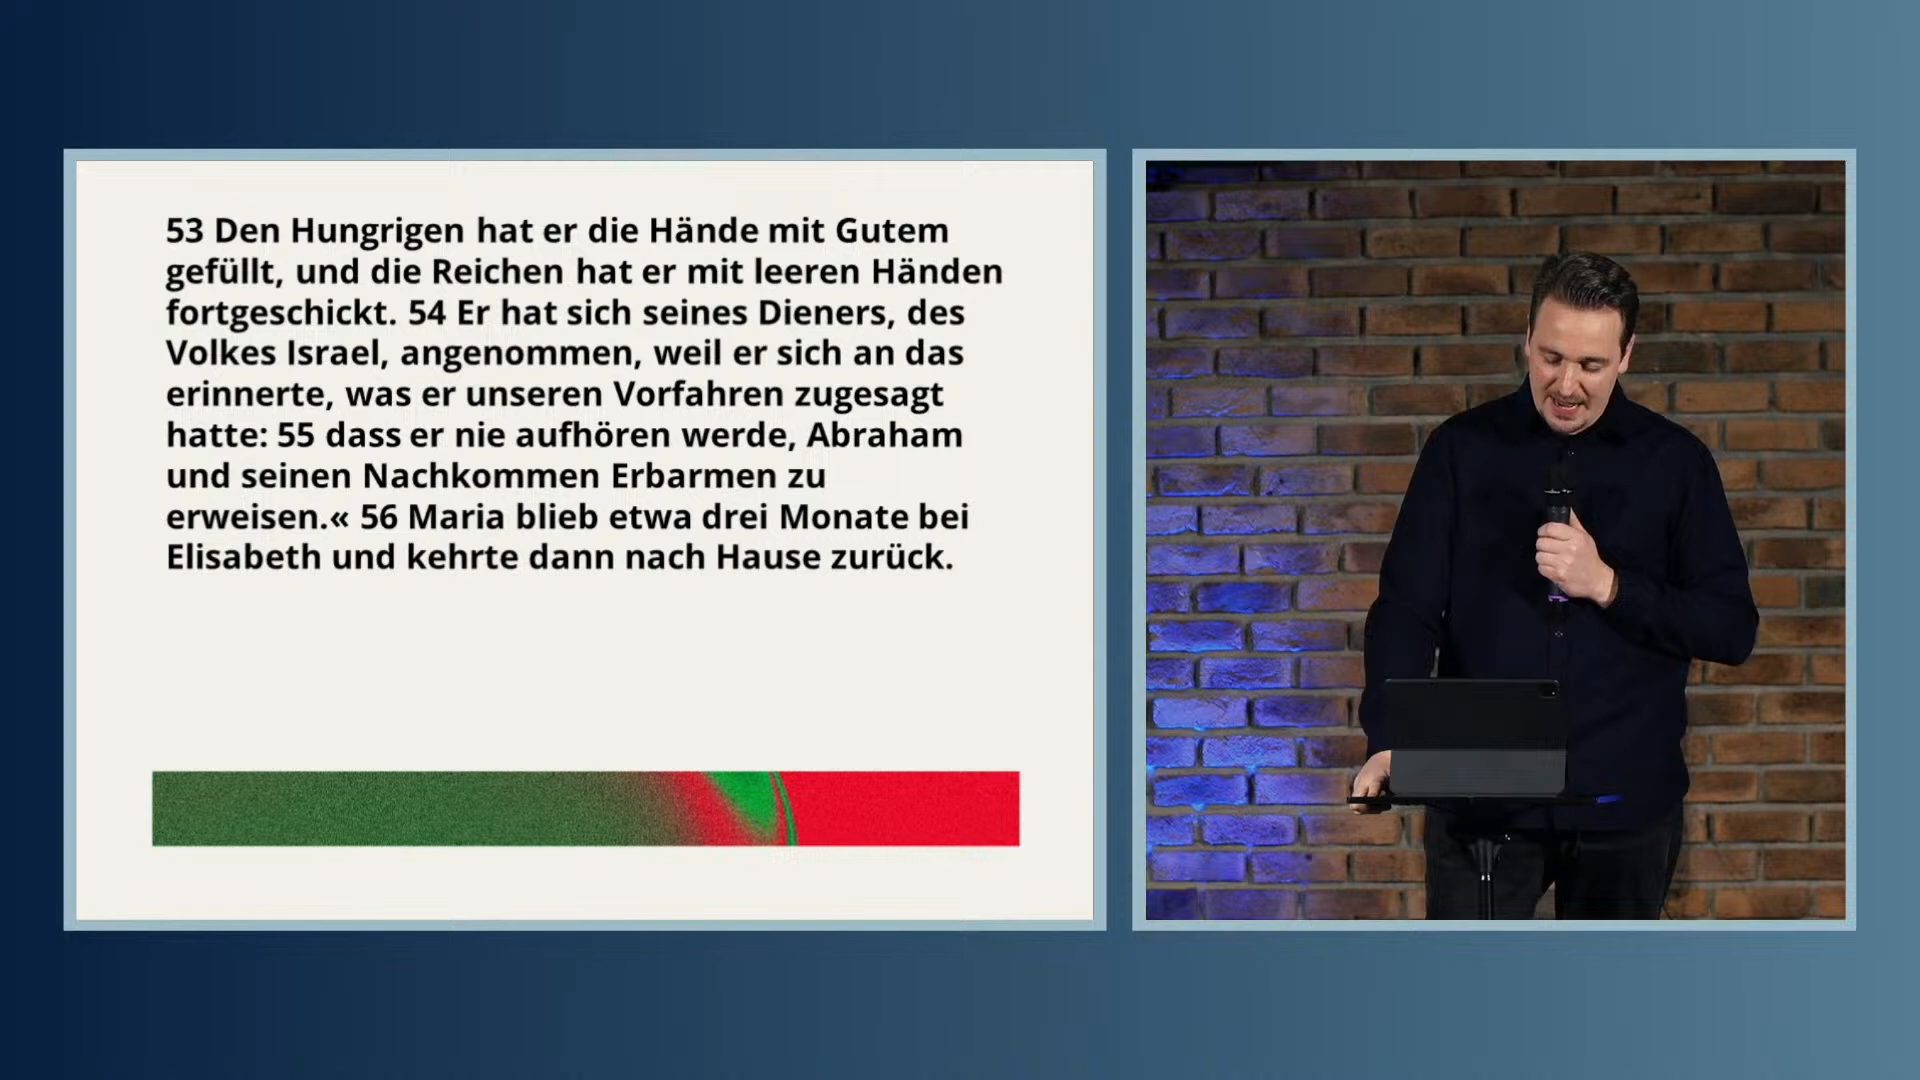 53 Den Hungrigen hat er die Hände mit Gutem
gefüllt, und die Reichen hat er mit leeren Händen
fortgeschickt. 54 Er hat sich seines Dieners, des
Volkes Israel, angenommen, weil er sich an das
erinnerte, was er unseren Vorfahren zugesagt
hatte: 55 dass er nie aufhören werde, Abraham
und seinen Nachkommen Erbarmen zu
erweisen.« 56 Maria blieb etwa drei Monate bei
Elisabeth und kehrte dann nach Hause zurück.